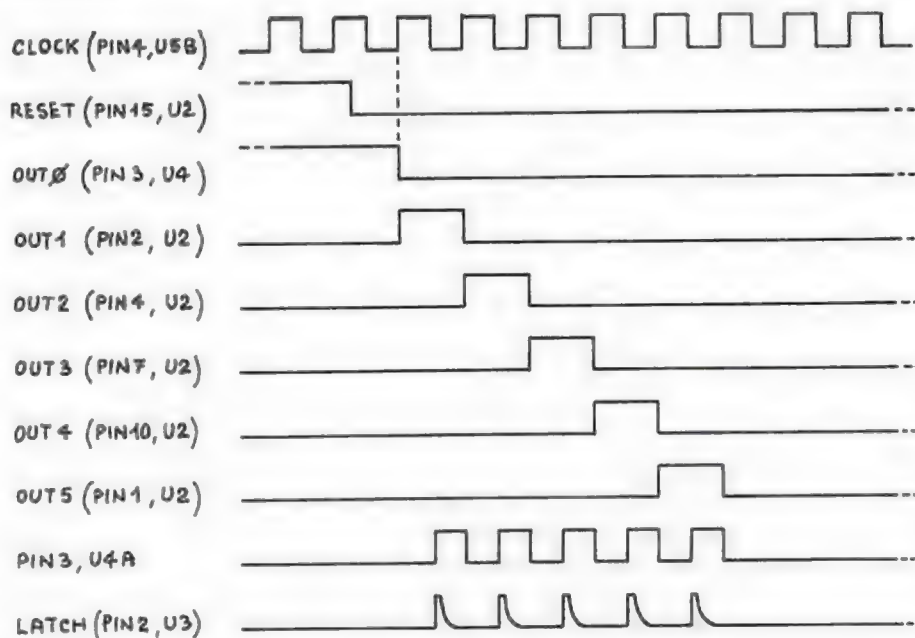 CLOCK (PIN4, U5B)
RESET (PIN15, U2)
OUTØ (PIN3, U4)
OUT1 (PIN2, U2)
OUT2 (PIN4, U2)
OUT3 (PIN7, U2)
OUT4 (PIN10, U2)
OUT5 (PIN1, U2)
PIN3, U4A
LATCH (PIN2, U3)